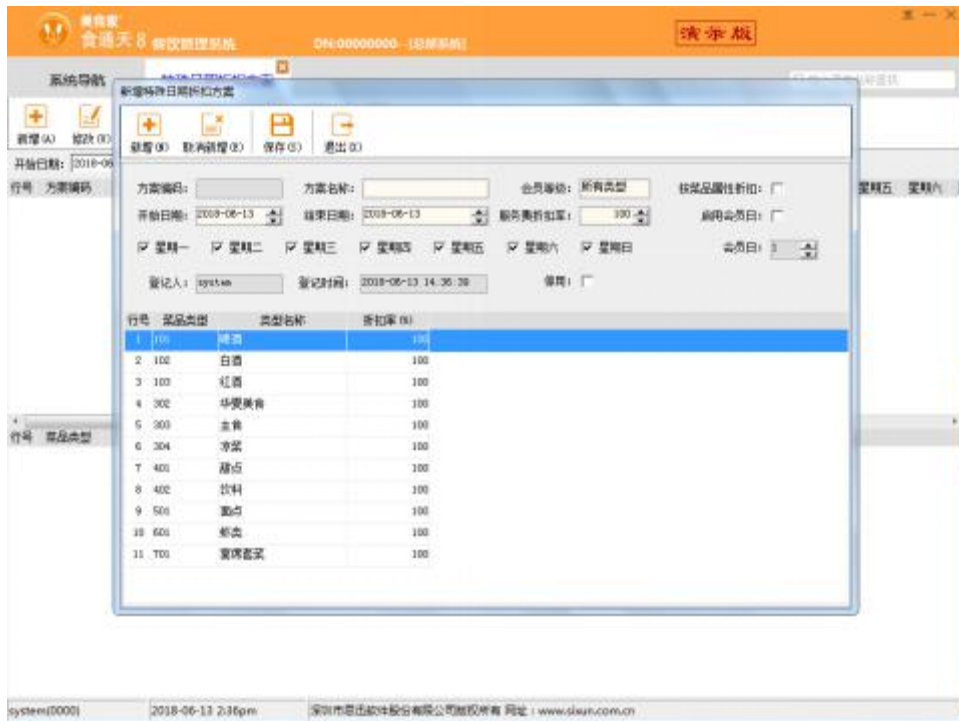 食通天8 餐饮管理系统 DN:00000000--[总部系统] 演示版
系统导航
新增特殊日期折扣方案
新增(A) 修改(E)
新增(N) 取消新增(E) 保存(S) 退出(X)
开始日期: 2018-06
行号 方案编码 星期五 星期六
方案编码: 方案名称: 会员等级: 所有类型 按菜品属性折扣:
开始日期: 2018-06-13 结束日期: 2018-06-13 服务费折扣率: 100 启用会员日:
星期一 星期二 星期三 星期四 星期五 星期六 星期日 会员日: 1
登记人: system 登记时间: 2018-06-13 14:36:39 停用:
行号 菜品类型 类型名称 折扣率(%)
1 101 啤酒 100
2 102 白酒 100
3 103 红酒 100
4 302 华夏美食 100
5 303 主食 100
6 304 凉菜 100
7 401 甜点 100
8 402 饮料 100
9 501 面点 100
10 601 虾类 100
11 701 宴席套菜 100
行号 菜品类型
system(0000) 2018-06-13 2:36pm 深圳市思迅软件股份有限公司版权所有 网址:www.sixun.com.cn